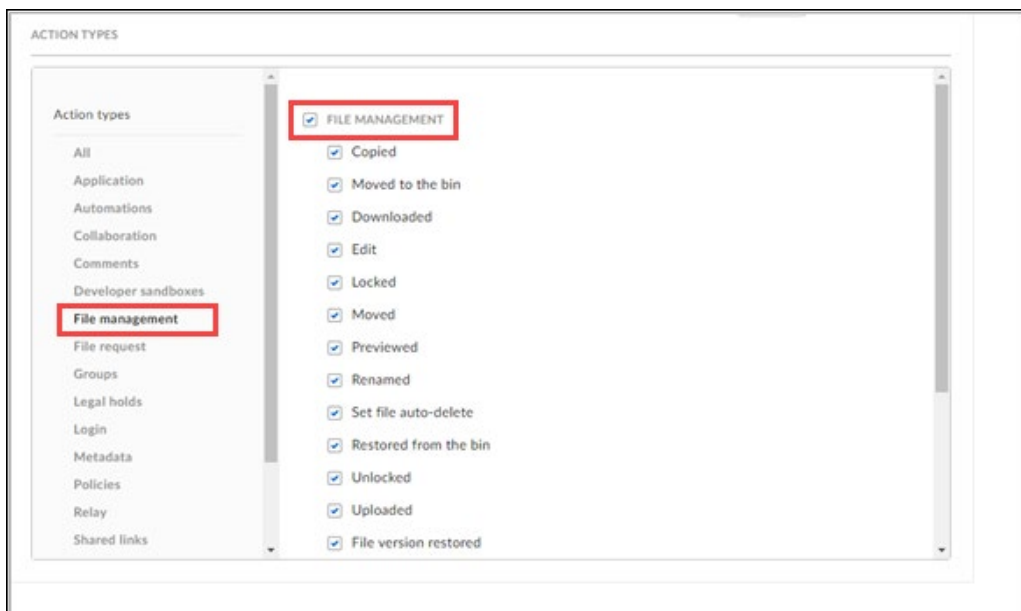 ACTION TYPES
Action types
All
Application
Automations
Collaboration
Comments
Developer sandboxes
File management
File request
Groups
Legal holds
Login
Metadata
Policies
Relay
Shared links
FILE MANAGEMENT
Copied
Moved to the bin
Downloaded
Edit
Locked
Moved
Previewed
Renamed
Set file auto-delete
Restored from the bin
Unlocked
Uploaded
File version restored